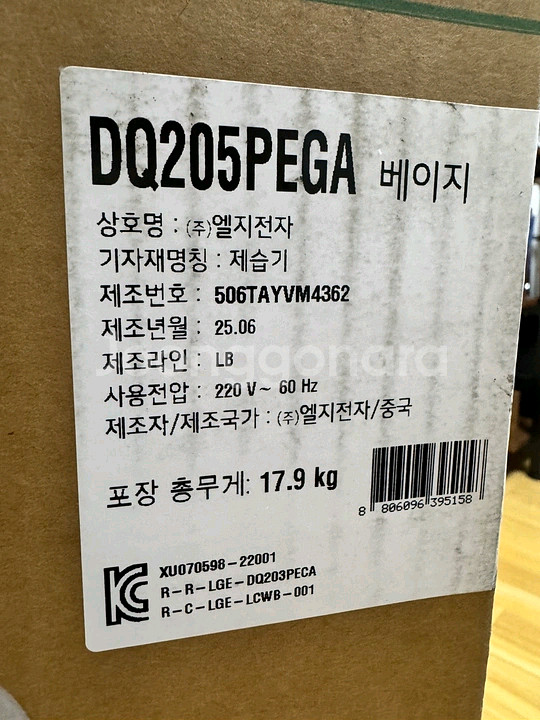 DQ205PEGA 베이지
상호명 : (주)엘지전자
기자재명칭 : 제습기
제조번호 : 506TAYVM4362
제조년월 : 25.06
제조라인 : LB
사용전압 : 220 V~ 60 Hz
제조자/제조국가 : (주)엘지전자/중국
포장 총무게: 17.9 kg
8 806096 395158
XU070598-22001
R-R-LGE-DQ203PECA
R-C-LGE-LCWB-001